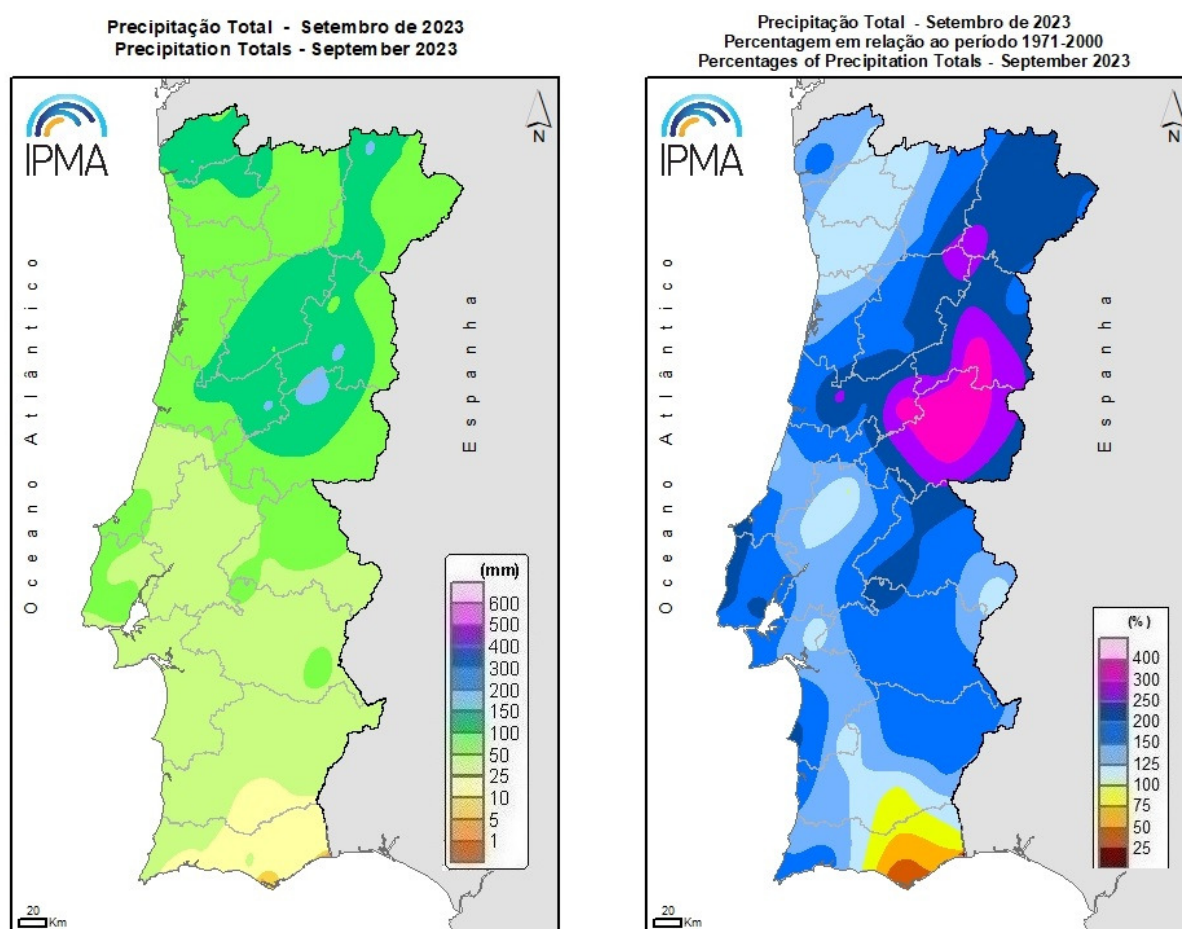 Precipitação Total - Setembro de 2023
Precipitation Totals - September 2023
IPMA
N
Oceano Atlântico
Espanha
(mm)
600
500
400
300
200
150
100
50
25
10
5
1
20
Km
Precipitação Total - Setembro de 2023
Percentagem em relação ao período 1971-2000
Percentages of Precipitation Totals - September 2023
IPMA
N
Oceano Atlântico
Espanha
(%)
400
300
250
200
150
125
100
75
50
25
20
Km